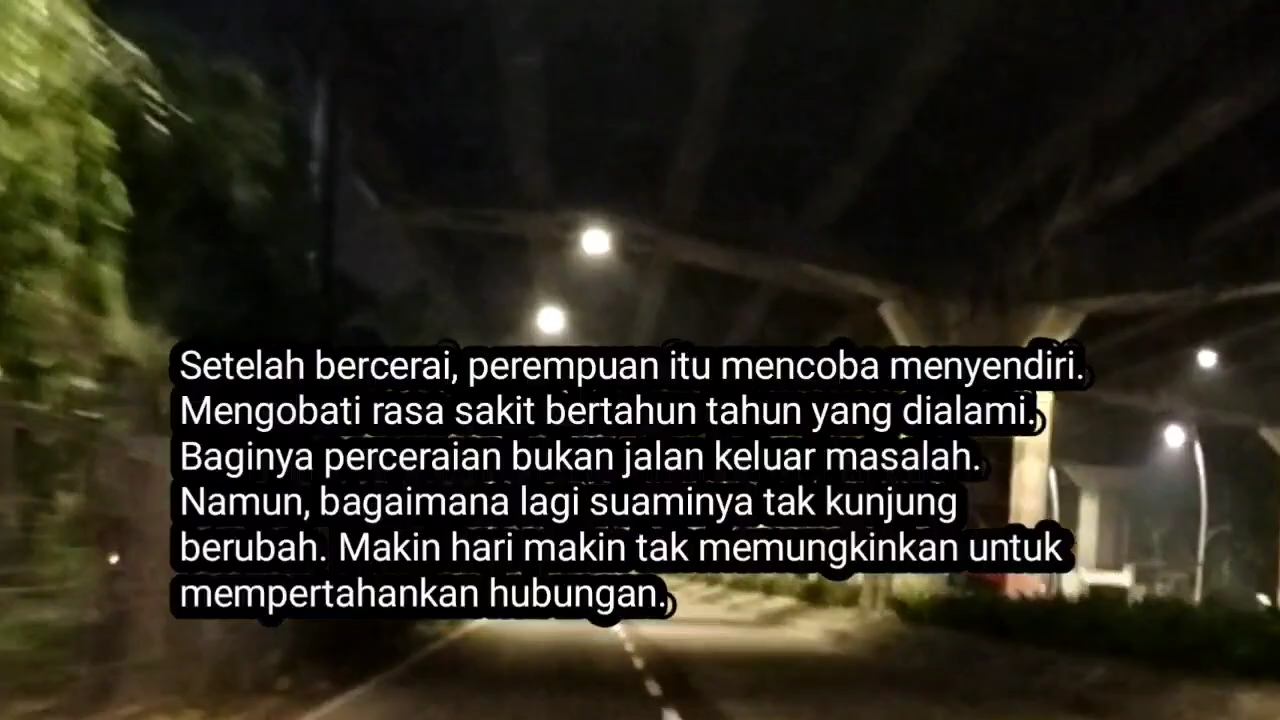 Setelah bercerai, perempuan itu mencoba menyendiri.
Mengobati rasa sakit bertahun tahun yang dialami.
Baginya perceraian bukan jalan keluar masalah.
Namun, bagaimana lagi suaminya tak kunjung
berubah. Makin hari makin tak memungkinkan untuk
mempertahankan hubungan.